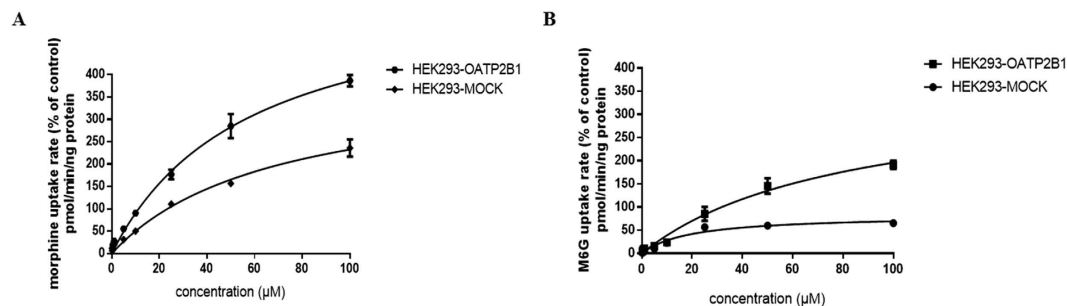 A
morphine uptake rate (% of control)
pmol/min/ng protein
400
350
300
250
200
150
100
50
0
0
20
40
60
80
100
concentration (µM)
HEK293-OATP2B1
HEK293-MOCK
B
M6G uptake rate (% of control)
pmol/min/ng protein
400
350
300
250
200
150
100
50
0
0
20
40
60
80
100
concentration (µM)
HEK293-OATP2B1
HEK293-MOCK